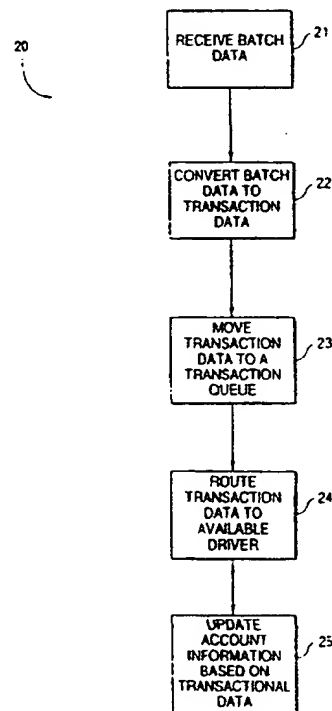 20
RECEIVE BATCH
DATA
21
CONVERT BATCH
DATA TO
TRANSACTION
DATA
22
MOVE
TRANSACTION
DATA TO A
TRANSACTION
QUEUE
23
ROUTE
TRANSACTION
DATA TO
AVAILABLE
DRIVER
24
UPDATE
ACCOUNT
INFORMATION
BASED ON
TRANSACTIONAL
DATA
25